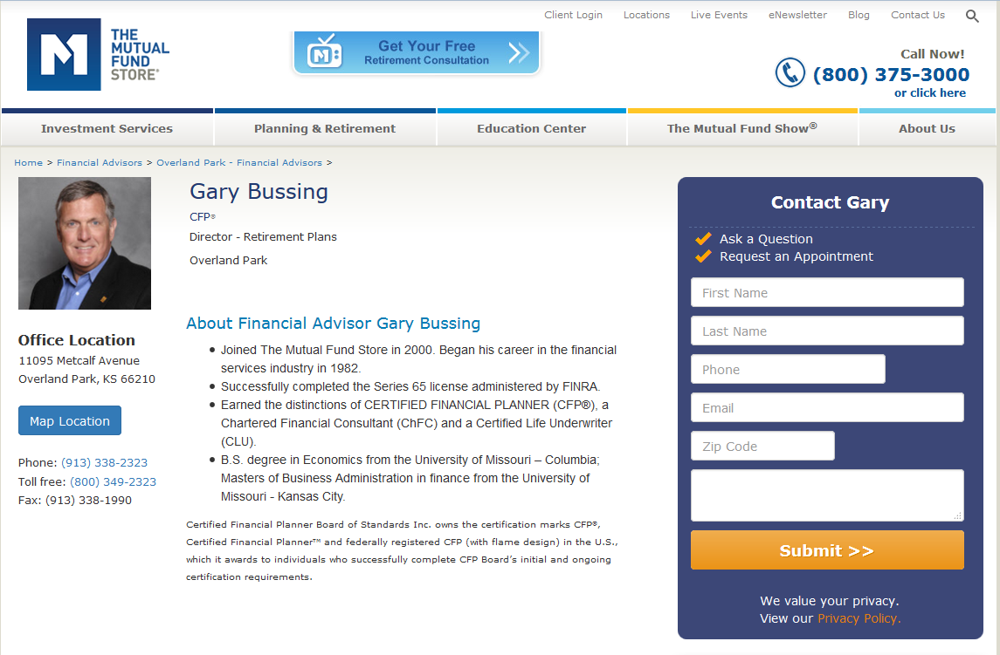 Client Login Locations Live Events eNewsletter Blog Contact Us
THE
MUTUAL
FUND
STORE®
Get Your Free
Retirement Consultation
Call Now!
(800) 375-3000
or click here
Investment Services Planning & Retirement Education Center The Mutual Fund Show® About Us
Home > Financial Advisors > Overland Park - Financial Advisors >
Gary Bussing
CFP®
Director - Retirement Plans
Overland Park
Office Location
11095 Metcalf Avenue
Overland Park, KS 66210
Map Location
Phone: (913) 338-2323
Toll free: (800) 349-2323
Fax: (913) 338-1990
About Financial Advisor Gary Bussing
• Joined The Mutual Fund Store in 2000. Began his career in the financial
services industry in 1982.
• Successfully completed the Series 65 license administered by FINRA.
• Earned the distinctions of CERTIFIED FINANCIAL PLANNER (CFP®), a
Chartered Financial Consultant (ChFC) and a Certified Life Underwriter
(CLU).
• B.S. degree in Economics from the University of Missouri – Columbia;
Masters of Business Administration in finance from the University of
Missouri - Kansas City.
Certified Financial Planner Board of Standards Inc. owns the certification marks CFP®,
Certified Financial Planner™ and federally registered CFP (with flame design) in the U.S.,
which it awards to individuals who successfully complete CFP Board’s initial and ongoing
certification requirements.
Contact Gary
Ask a Question
Request an Appointment
First Name
Last Name
Phone
Email
Zip Code
Submit >>
We value your privacy.
View our Privacy Policy.